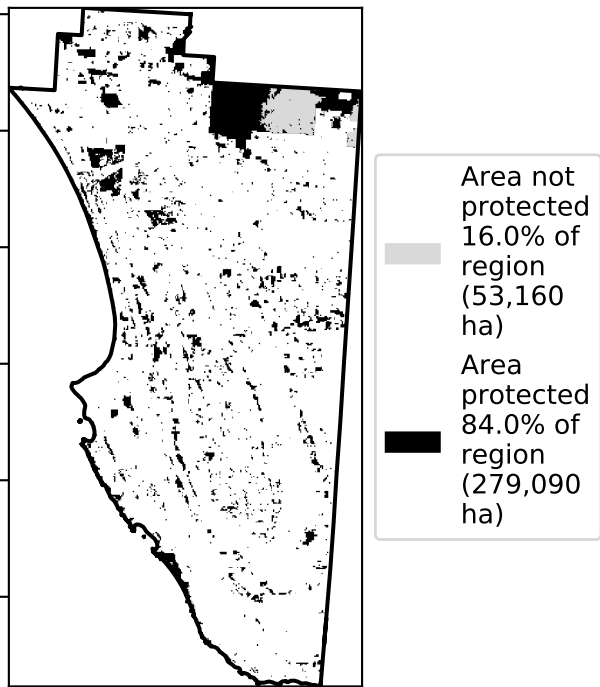 Area not
protected
16.0% of
region
(53,160
ha)
Area
protected
84.0% of
region
(279,090
ha)